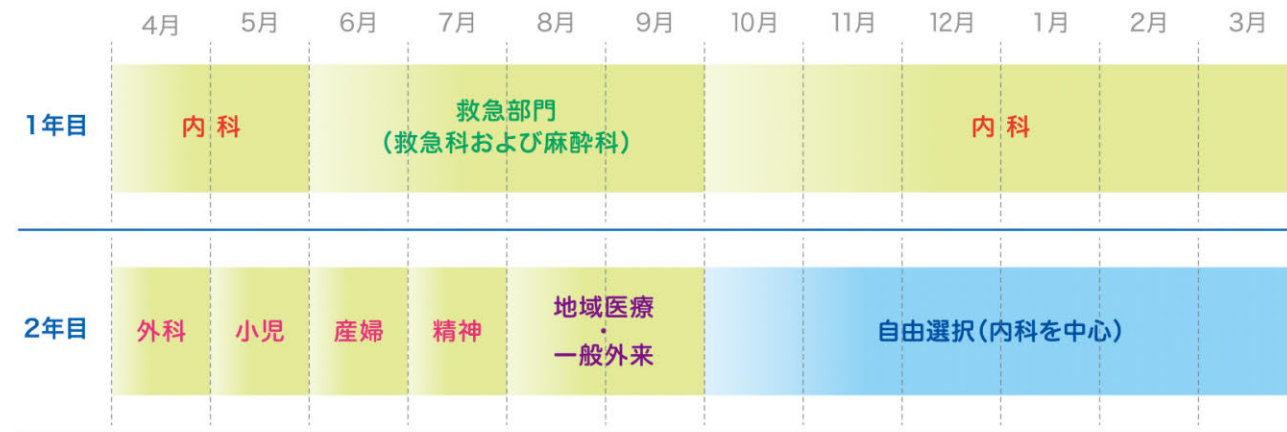 4月 5月 6月 7月 8月 9月 10月 11月 12月 1月 2月 3月
1年目
内科
救急部門
(救急科および麻酔科)
内科
2年目
外科
小児
産婦
精神
地域医療
・
一般外来
自由選択(内科を中心)